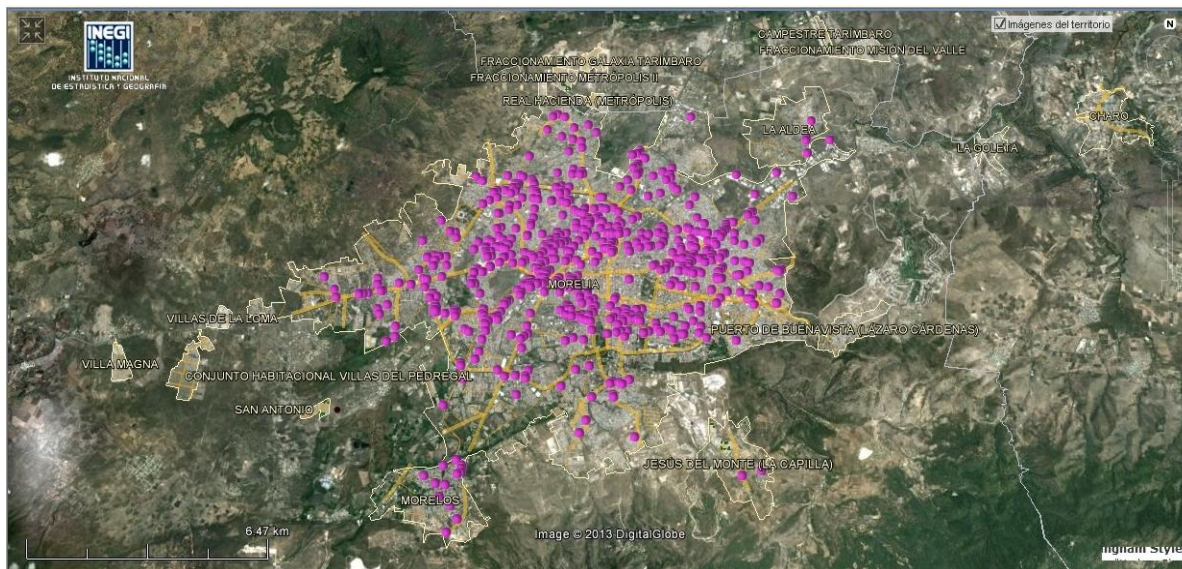 INEGI
INSTITUTO NACIONAL
DE ESTADISTICA Y GEOGRAFIA
Imágenes del territorio
N
CAMPESTRE TARÍMBARO
FRACCIONAMIENTO MISIÓN DEL VALLE
FRACCIONAMIENTO GALAXIA TARÍMBARO
FRACCIONAMIENTO METRÓPOLIS II
REAL HACIENDA (METRÓPOLIS)
CHARO
LA ALDEA
LA GOLETA
MORELIA
VILLAS DE LA LOMA
PUERTO DE BUENAVISTA (LÁZARO CÁRDENAS)
VILLA MAGNA
CONJUNTO HABITACIONAL VILLAS DEL PEDREGAL
SAN ANTONIO
JESÚS DEL MONTE (LA CAPILLA)
MORELOS
6.47 km
Image © 2013 DigitalGlobe
Style